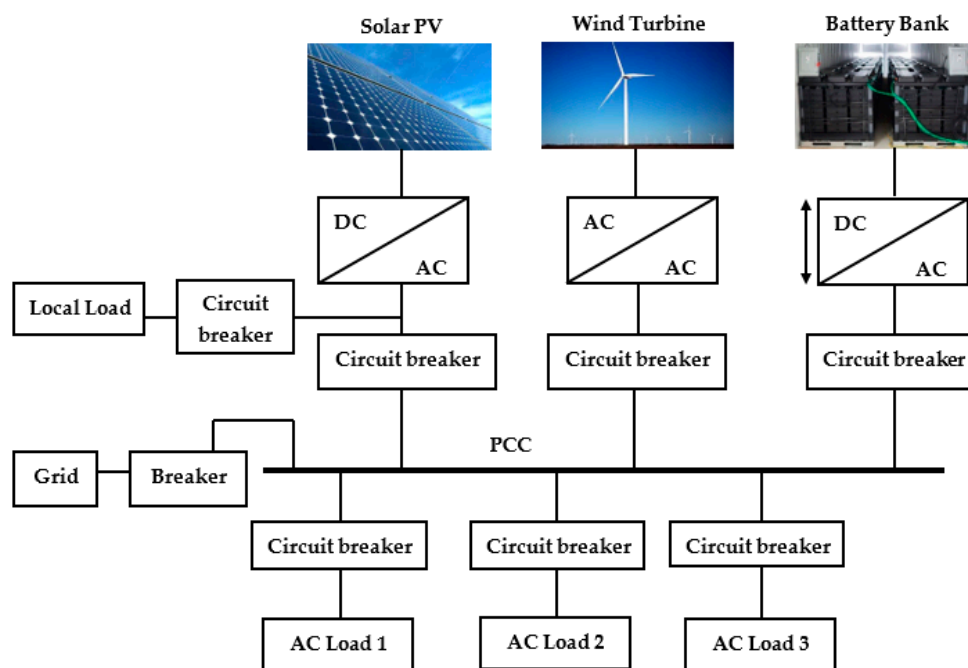 Solar PV
Wind Turbine
Battery Bank
DC
AC
AC
AC
DC
AC
Local Load
Circuit
breaker
Circuit breaker
Circuit breaker
Circuit breaker
PCC
Grid
Breaker
Circuit breaker
Circuit breaker
Circuit breaker
AC Load 1
AC Load 2
AC Load 3